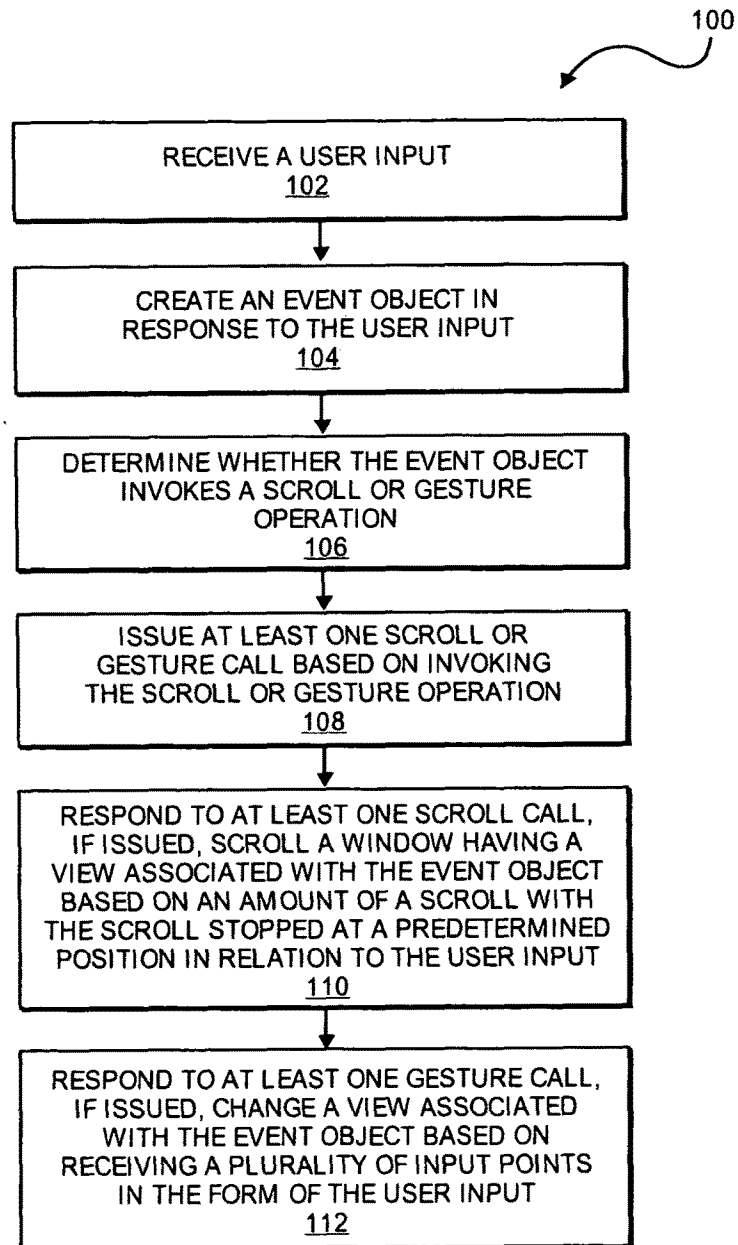 100
RECEIVE A USER INPUT
102
CREATE AN EVENT OBJECT IN
RESPONSE TO THE USER INPUT
104
DETERMINE WHETHER THE EVENT OBJECT
INVOKES A SCROLL OR GESTURE
OPERATION
106
ISSUE AT LEAST ONE SCROLL OR
GESTURE CALL BASED ON INVOKING
THE SCROLL OR GESTURE OPERATION
108
RESPOND TO AT LEAST ONE SCROLL CALL,
IF ISSUED, SCROLL A WINDOW HAVING A
VIEW ASSOCIATED WITH THE EVENT OBJECT
BASED ON AN AMOUNT OF A SCROLL WITH
THE SCROLL STOPPED AT A PREDETERMINED
POSITION IN RELATION TO THE USER INPUT
110
RESPOND TO AT LEAST ONE GESTURE CALL,
IF ISSUED, CHANGE A VIEW ASSOCIATED
WITH THE EVENT OBJECT BASED ON
RECEIVING A PLURALITY OF INPUT POINTS
IN THE FORM OF THE USER INPUT
112